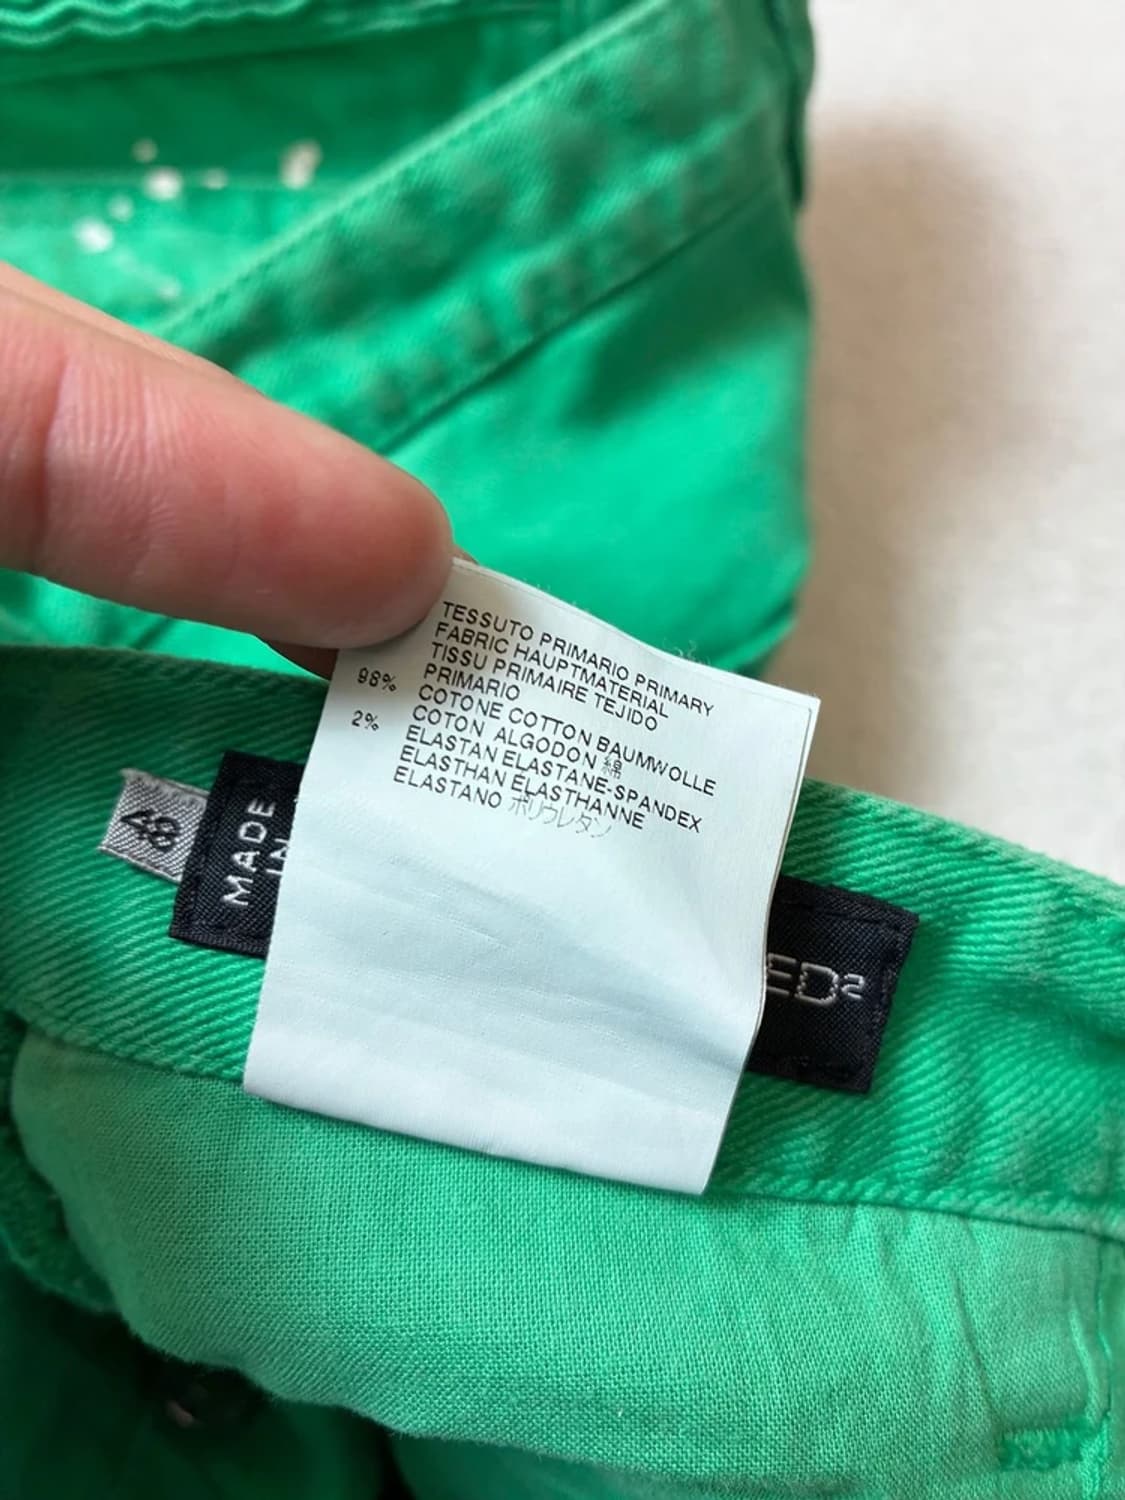 TESSUTO PRIMARIO PRIMARY
FABRIC HAUPTMATERIAL
TISSU PRIMAIRE TEJIDO
PRIMARIO
98% COTONE COTTON BAUMWOLLE
COTON ALGODON 綿
2% ELASTAN ELASTANE-SPANDEX
ELASTHAN ÉLASTHANNE
ELASTANO ポリウレタン
48
MADE
IN
ED2